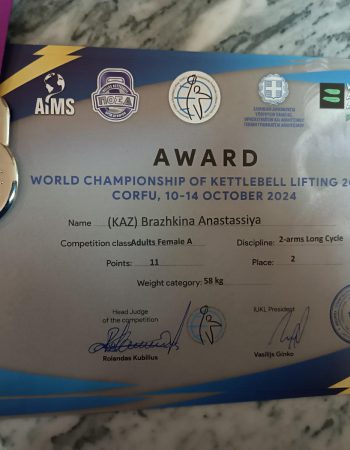 AIMS
AWARD
WORLD CHAMPIONSHIP OF KETTLEBELL LIFTING 20
CORFU, 10-14 OCTOBER 2024
Name (KAZ) Brazhkina Anastassiya
Competition class Adults Female A Discipline: 2-arms Long Cycle
Points: 11 Place: 2
Weight category: 58 kg
Head Judge of the competition
IUKL President
Rolandas Kubilius
Vasilijs Ginko